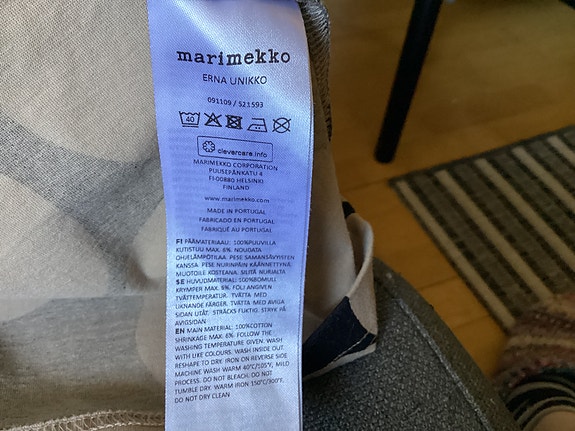 marimekko
ERNA UNIKKO
091109 / 521593
40
clevercare.info
MARIMEKKO CORPORATION
PUUSEPÄNKATU 4
FI-00880 HELSINKI
FINLAND
www.marimekko.com
MADE IN PORTUGAL
FABRICADO EN PORTUGAL
FABRIQUÉ AU PORTUGAL
FI PÄÄMATERIAALI: 100%PUUVILLA
KUTISTUU MAX. 6%. NOUDATA
OHJELÄMPÖTILAA. PESE SAMANSÄVYISTEN
KANSSA. PESE NURINPÄIN KÄÄNNETTYNÄ.
MUOTOILE KOSTEANA. SILITÄ NURJALTA
SE HUVUDMATERIAL: 100%BOMULL
KRYMPER MAX. 6%. FÖLJ ANGIVEN
TVÄTTEMPERATUR. TVÄTTA MED
LIKNANDE FÄRGER. TVÄTTA MED AVIGA
SIDAN UTÅT. STRÄCKS FUKTIG. STRYK PÅ
AVIGSIDAN
EN MAIN MATERIAL: 100%COTTON
SHRINKAGE MAX. 6%. FOLLOW THE
WASHING TEMPERATURE GIVEN. WASH
WITH LIKE COLOURS. WASH INSIDE OUT.
RESHAPE TO DRY. IRON ON REVERSE SIDE
MACHINE WASH WARM 40°C/105°F, MILD
PROCESS. DO NOT BLEACH. DO NOT
TUMBLE DRY. WARM IRON 150°C/300°F.
DO NOT DRY CLEAN